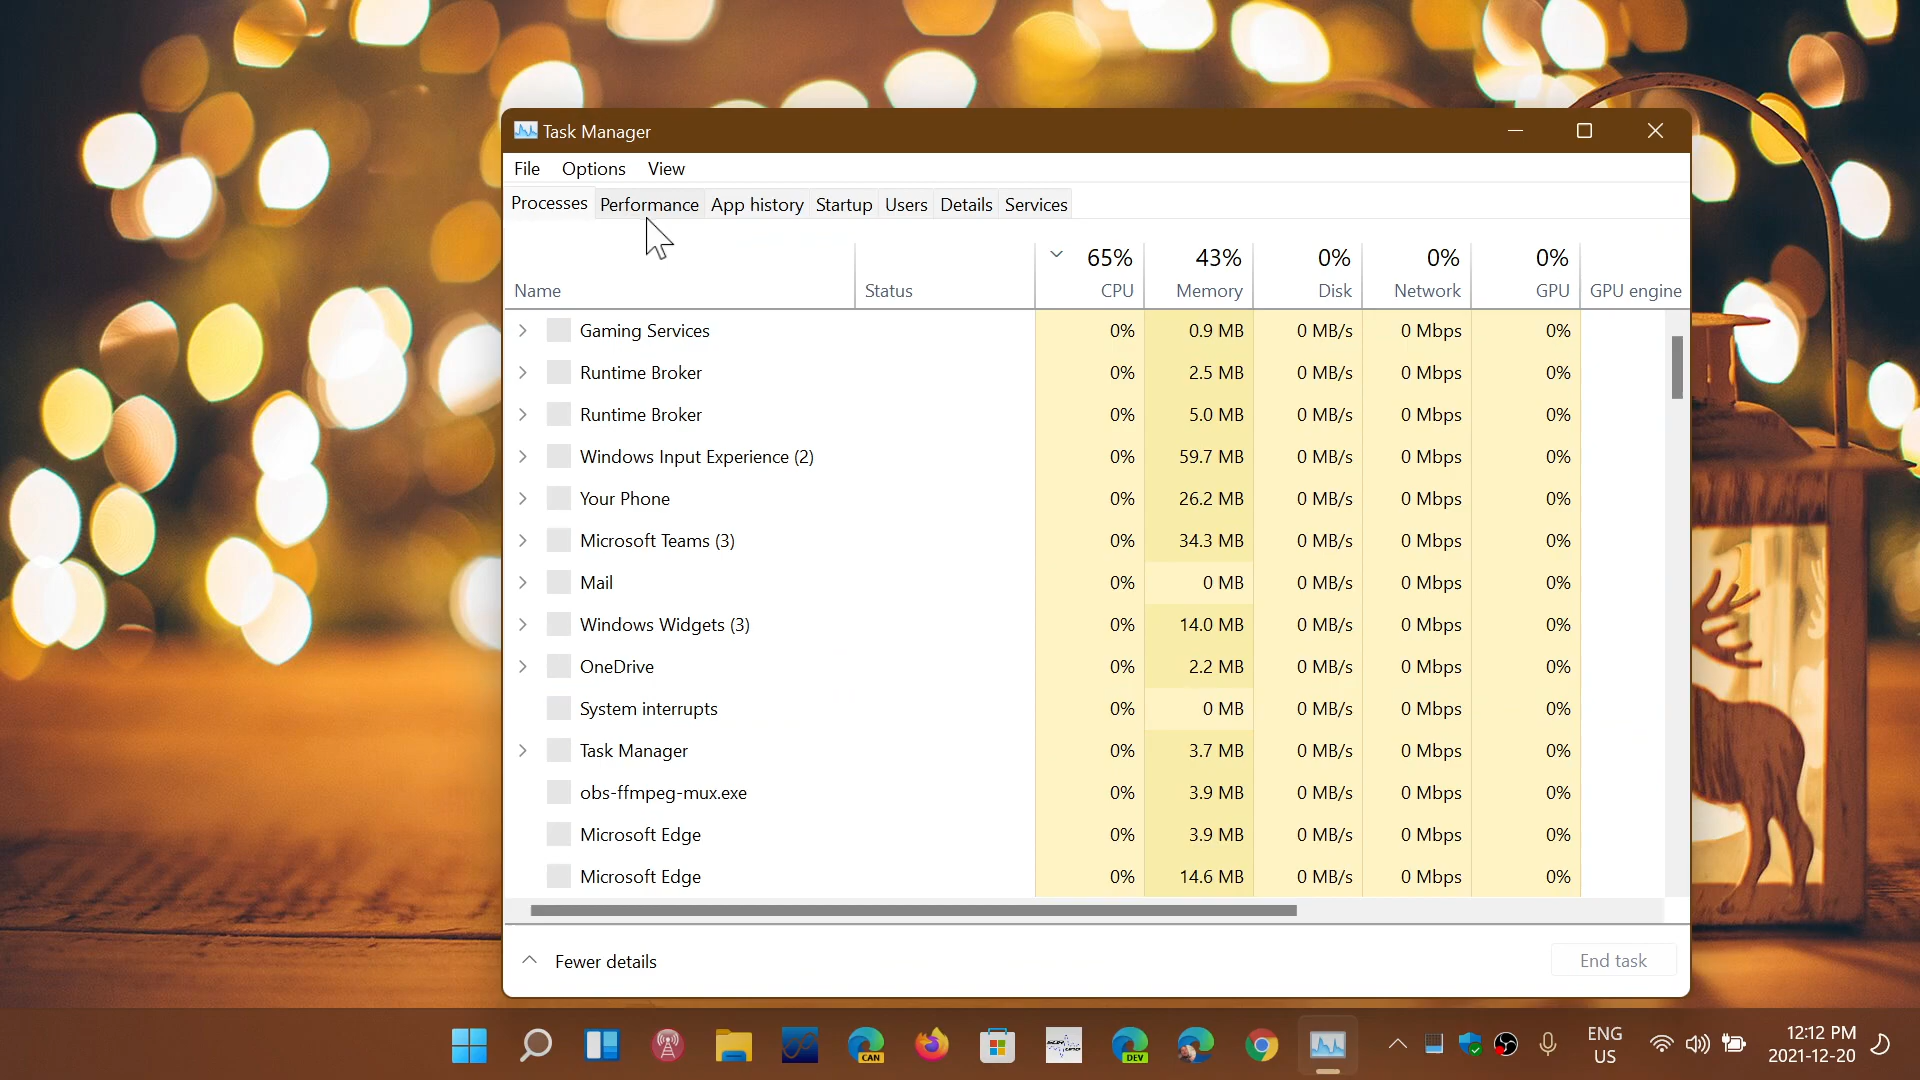 Task Manager
File Options View
Processes Performance App history Startup Users Details Services
65% 43% 0% 0% 0%
Name Status CPU Memory Disk Network GPU GPU engine
Gaming Services 0% 0.9 MB 0 MB/s 0 Mbps 0%
Runtime Broker 0% 2.5 MB 0 MB/s 0 Mbps 0%
Runtime Broker 0% 5.0 MB 0 MB/s 0 Mbps 0%
Windows Input Experience (2) 0% 59.7 MB 0 MB/s 0 Mbps 0%
Your Phone 0% 26.2 MB 0 MB/s 0 Mbps 0%
Microsoft Teams (3) 0% 34.3 MB 0 MB/s 0 Mbps 0%
Mail 0% 0 MB 0 MB/s 0 Mbps 0%
Windows Widgets (3) 0% 14.0 MB 0 MB/s 0 Mbps 0%
OneDrive 0% 2.2 MB 0 MB/s 0 Mbps 0%
System interrupts 0% 0 MB 0 MB/s 0 Mbps 0%
Task Manager 0% 3.7 MB 0 MB/s 0 Mbps 0%
obs-ffmpeg-mux.exe 0% 3.9 MB 0 MB/s 0 Mbps 0%
Microsoft Edge 0% 3.9 MB 0 MB/s 0 Mbps 0%
Microsoft Edge 0% 14.6 MB 0 MB/s 0 Mbps 0%
Fewer details End task
CAN DEV ENG 12:12 PM
US 2021-12-20